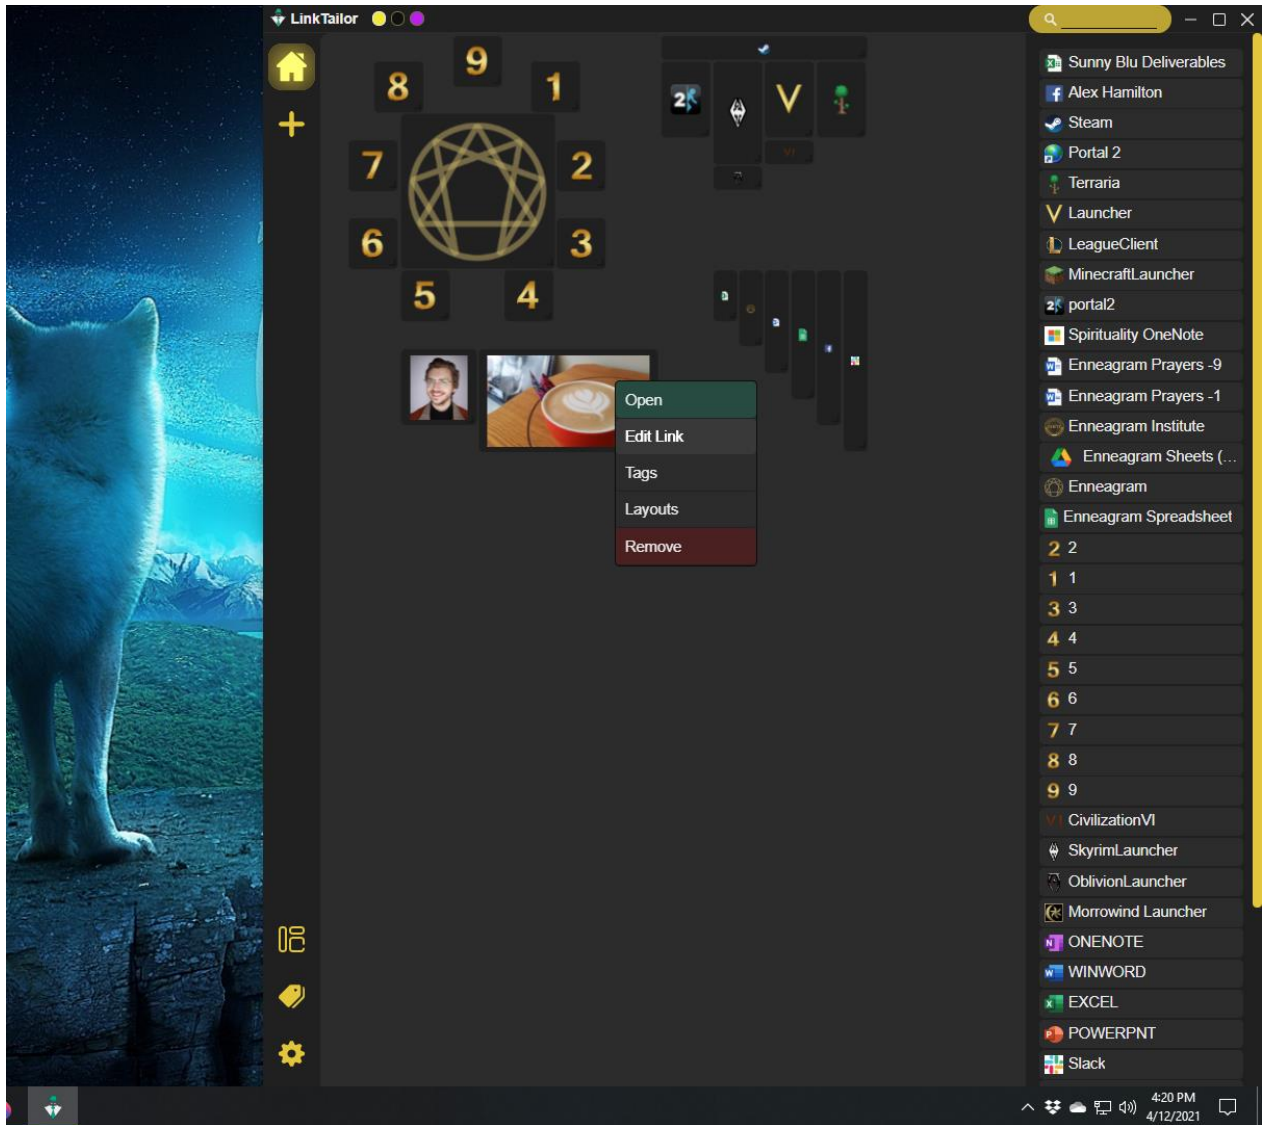 LinkTailor
9
8
1
7
2
6
3
5
4
2
V
VI
Open
Edit Link
Tags
Layouts
Remove
Sunny Blu Deliverables
Alex Hamilton
Steam
Portal 2
Terraria
Launcher
LeagueClient
MinecraftLauncher
portal2
Spirituality OneNote
Enneagram Prayers -9
Enneagram Prayers -1
Enneagram Institute
Enneagram Sheets (...
Enneagram
Enneagram Spreadsheet
2 2
1 1
3 3
4 4
5 5
6 6
7 7
8 8
9 9
VI CivilizationVI
SkyrimLauncher
OblivionLauncher
Morrowind Launcher
ONENOTE
WINWORD
EXCEL
POWERPNT
Slack
4:20 PM
4/12/2021